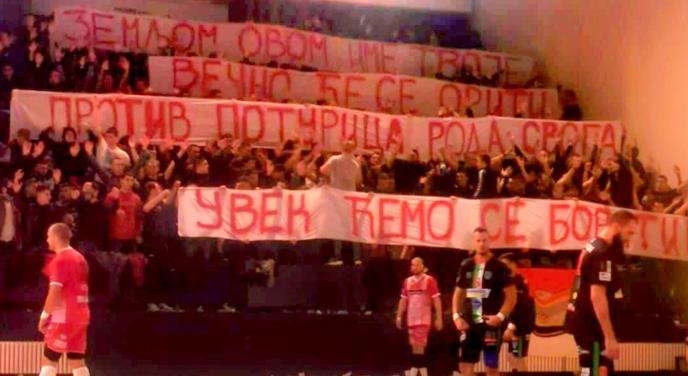 ЗЕМЉОМ ОВОМ ИМЕ ТВОЈЕ
ВЕЧНО ЋЕ СЕ ОРИТИ
ПРОТИВ ПОТУРИЦА РОДА СВОГА
УВЕК ЋЕМО СЕ БОРИТИ